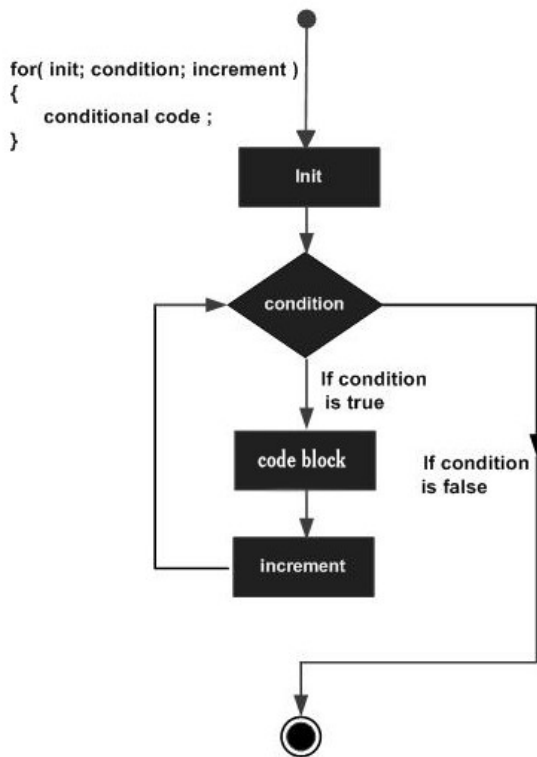 for( init; condition; increment )
{
conditional code ;
}
Init
condition
If condition
is true
code block
If condition
is false
increment